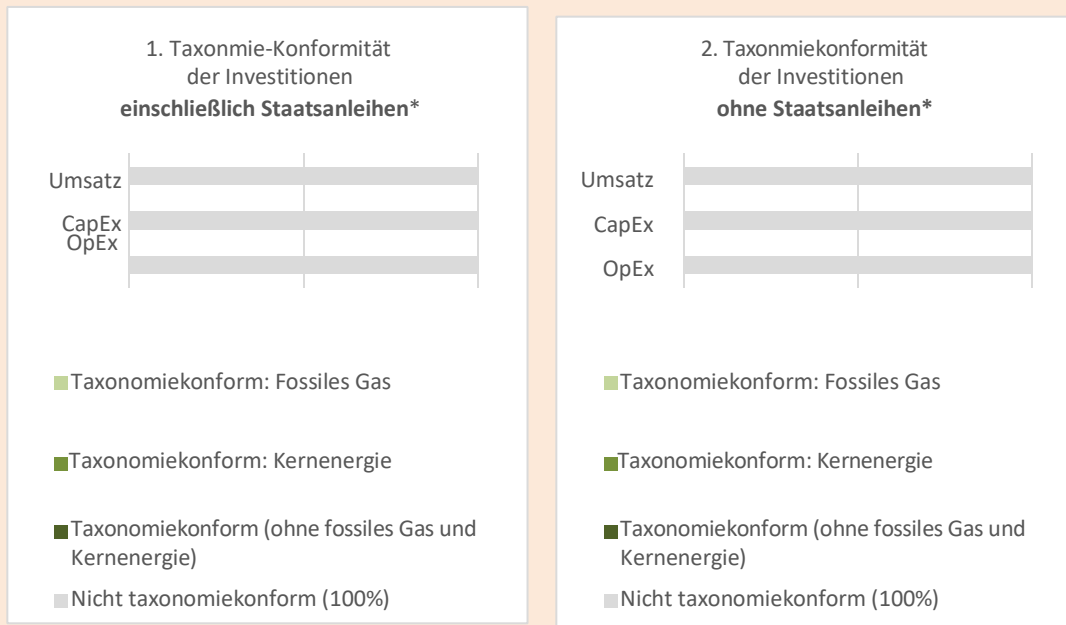 1. Taxonmie-Konformität
der Investitionen
einschließlich Staatsanleihen*
Umsatz
CapEx
OpEx
Taxonomiekonform: Fossiles Gas
Taxonomiekonform: Kernenergie
Taxonomiekonform (ohne fossiles Gas und
Kernenergie)
Nicht taxonomiekonform (100%)
2. Taxonmiekonformität
der Investitionen
ohne Staatsanleihen*
Umsatz
CapEx
OpEx
Taxonomiekonform: Fossiles Gas
Taxonomiekonform: Kernenergie
Taxonomiekonform (ohne fossiles Gas und
Kernenergie)
Nicht taxonomiekonform (100%)